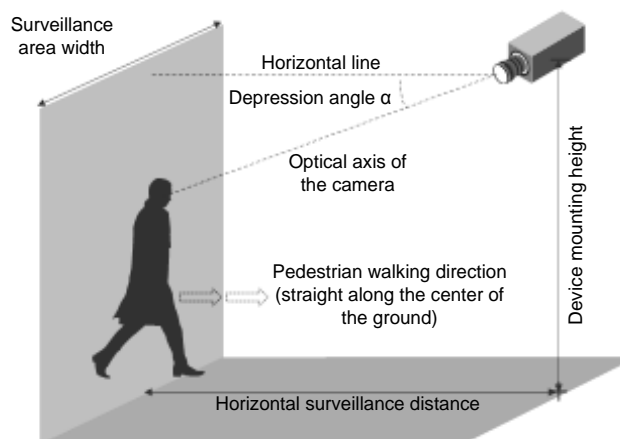 Surveillance
area width
Horizontal line
Depression angle α
Optical axis of
the camera
Device mounting height
Pedestrian walking direction
(straight along the center of
the ground)
Horizontal surveillance distance